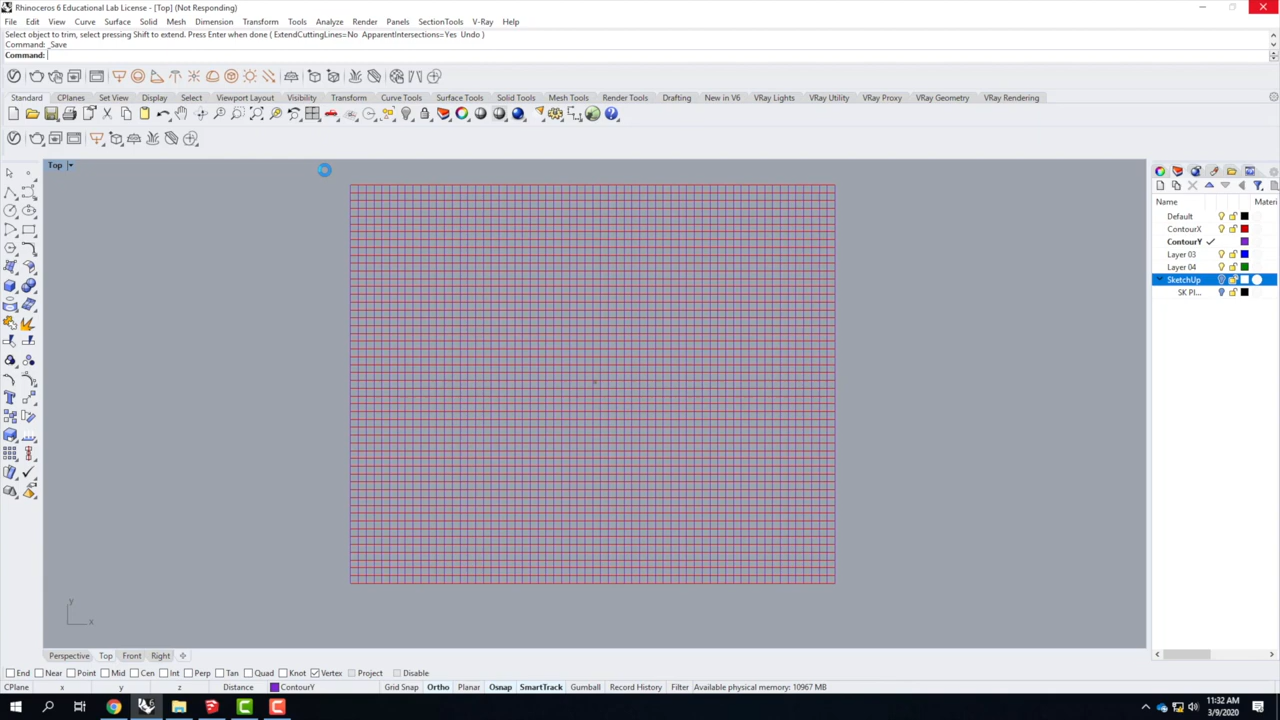 Rhinoceros 6 Educational Lab License - [Top] (Not Responding)
File Edit View Curve Surface Solid Mesh Dimension Transform Tools Analyze Render Panels SectionTools V-Ray Help
Select object to trim, select pressing Shift to extend. Press Enter when done ( ExtendCuttingLines=No ApparentIntersections=Yes Undo )
Command: _Save
Command:
Standard CPlanes Set View Display Select Viewport Layout Visibility Transform Curve Tools Surface Tools Solid Tools Mesh Tools Render Tools Drafting New in V6 VRay Lights VRay Utility VRay Proxy VRay Geometry VRay Rendering
Top
Name Materi
Default
ContourX
ContourY
Layer 03
Layer 04
SketchUp
SK Pl...
y
x
Perspective Top Front Right
End Near Point Mid Cen Int Perp Tan Quad Knot Vertex Project Disable
CPlane x y z Distance ContourY Grid Snap Ortho Planar Osnap SmartTrack Gumball Record History Filter Available physical memory: 10967 MB
11:32 AM
3/9/2020